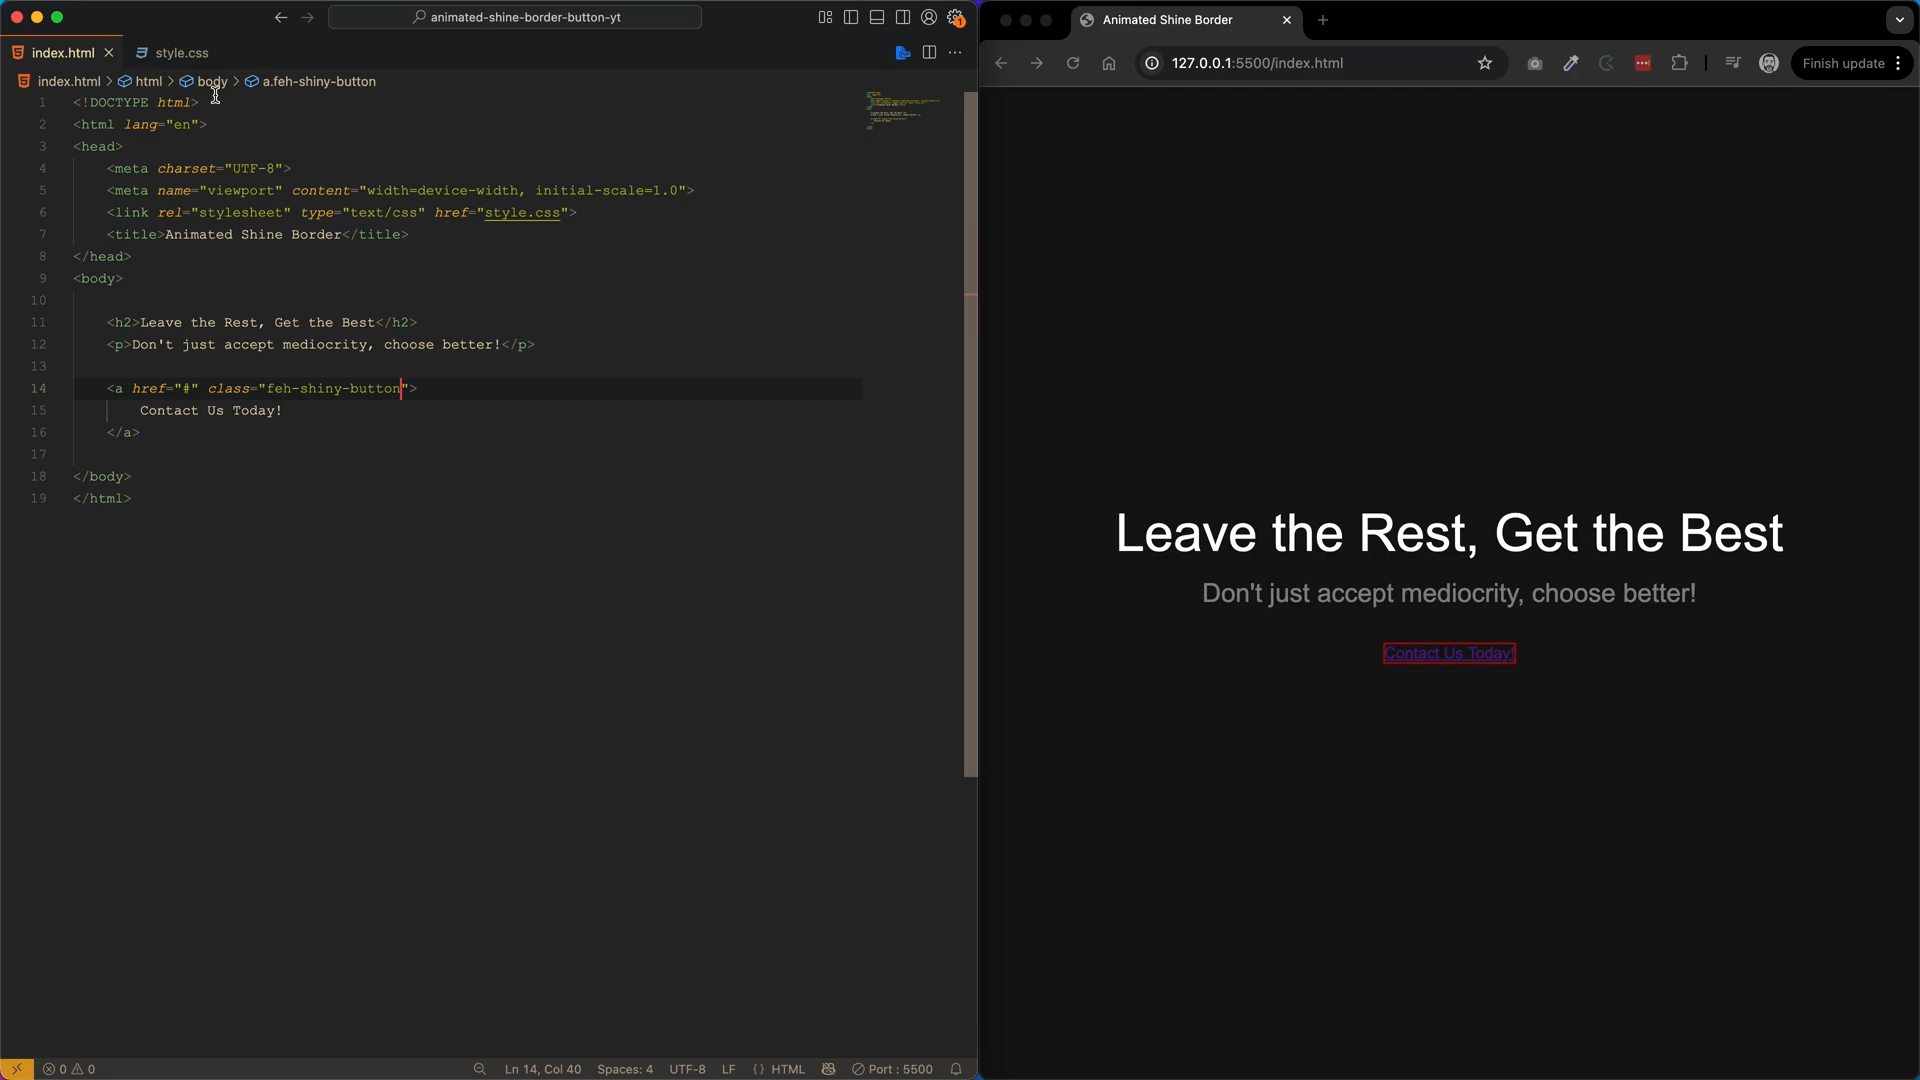 animated-shine-border-button-yt
1
index.html
style.css
index.html > html > body > a.feh-shiny-button
1 <!DOCTYPE html>
2 <html lang="en">
3 <head>
4 <meta charset="UTF-8">
5 <meta name="viewport" content="width=device-width, initial-scale=1.0">
6 <link rel="stylesheet" type="text/css" href="style.css">
7 <title>Animated Shine Border</title>
8 </head>
9 <body>
10
11 <h2>Leave the Rest, Get the Best</h2>
12 <p>Don't just accept mediocrity, choose better!</p>
13
14 <a href="#" class="feh-shiny-button">
15 Contact Us Today!
16 </a>
17
18 </body>
19 </html>
0 0
Ln 14, Col 40
Spaces: 4
UTF-8
LF
{} HTML
Port : 5500
Animated Shine Border
127.0.0.1:5500/index.html
Finish update
Leave the Rest, Get the Best
Don't just accept mediocrity, choose better!
Contact Us Today!